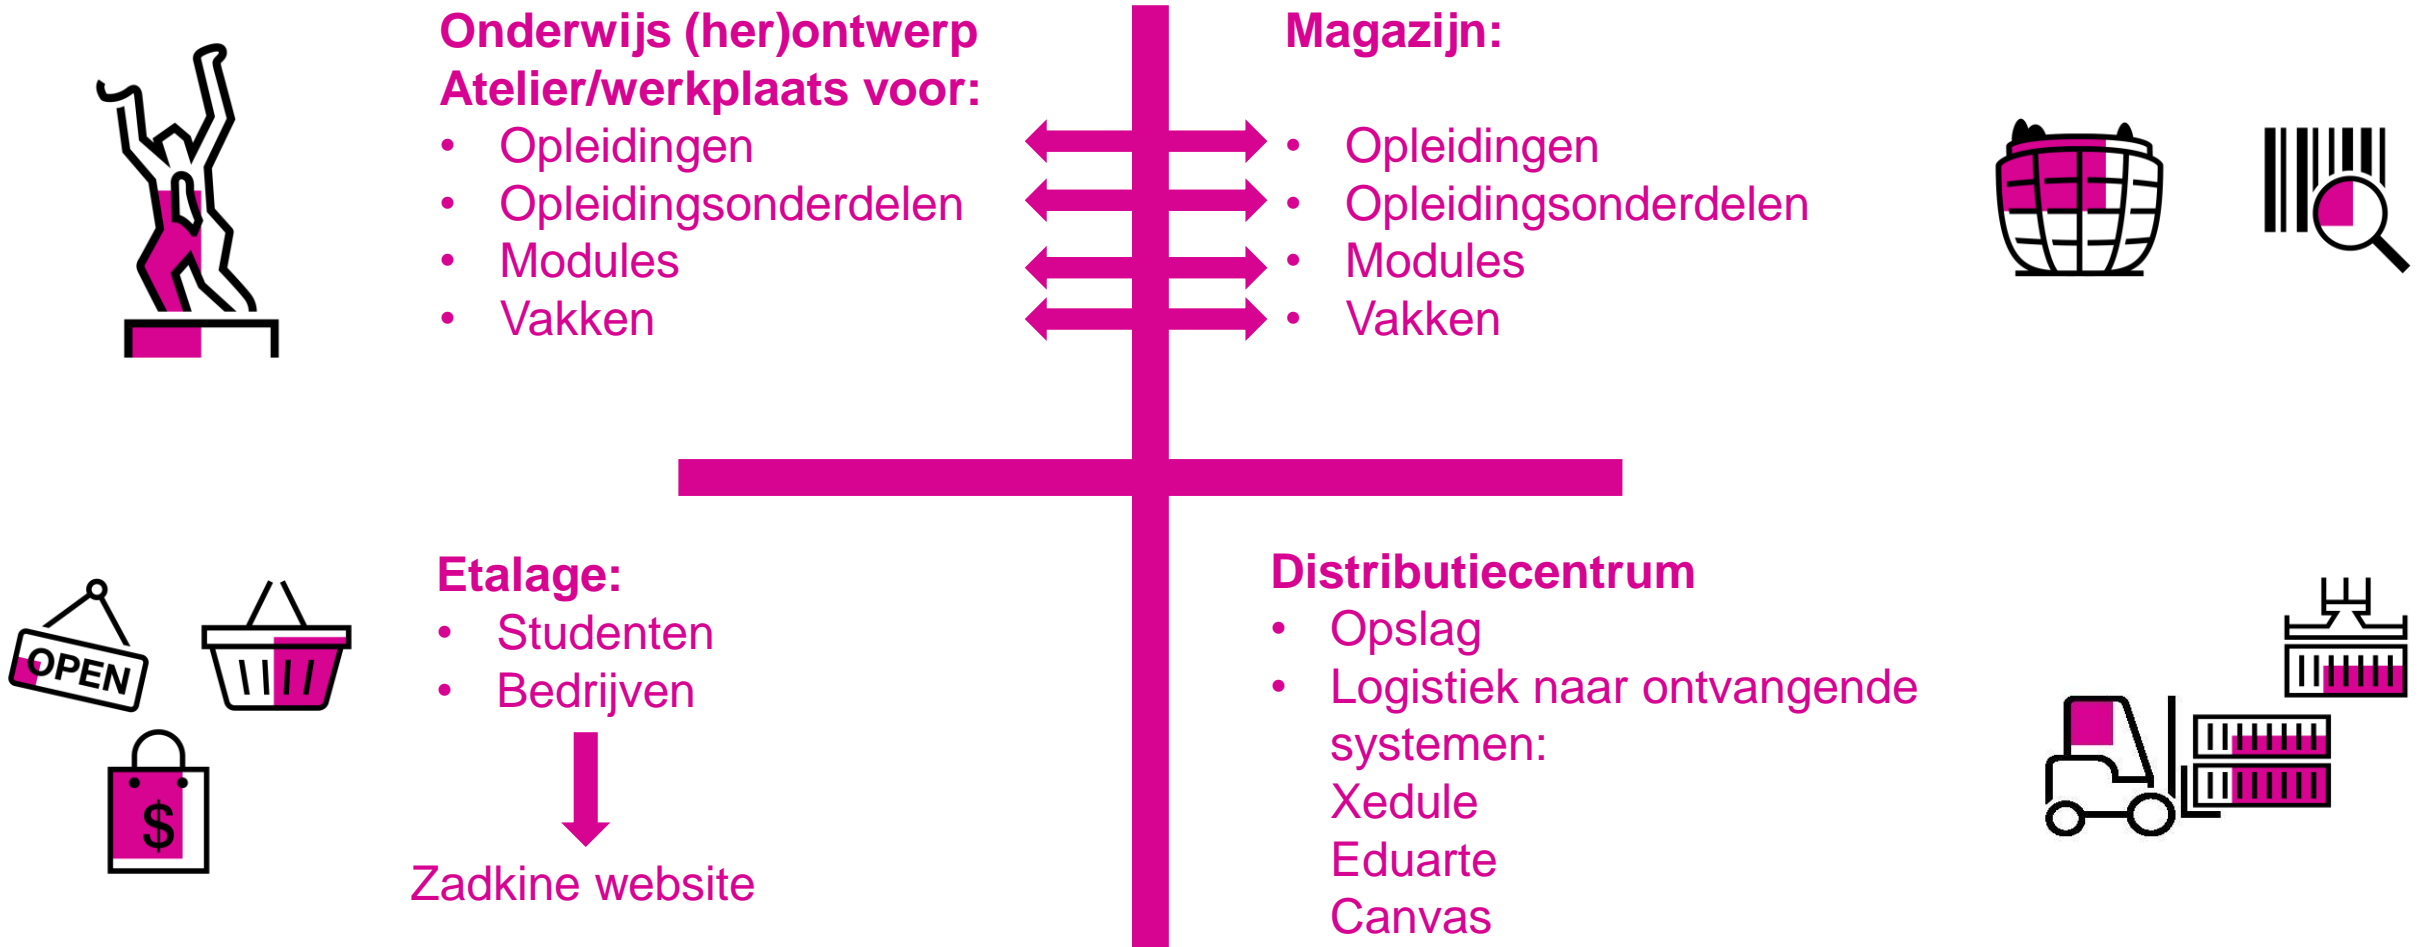 Onderwijs (her)ontwerp
Atelier/werkplaats voor:
• Opleidingen
• Opleidingsonderdelen
• Modules
• Vakken
Magazijn:
• Opleidingen
• Opleidingsonderdelen
• Modules
• Vakken
OPEN
$
Etalage:
• Studenten
• Bedrijven
Zadkine website
Distributiecentrum
• Opslag
• Logistiek naar ontvangende
systemen:
Xedule
Eduarte
Canvas